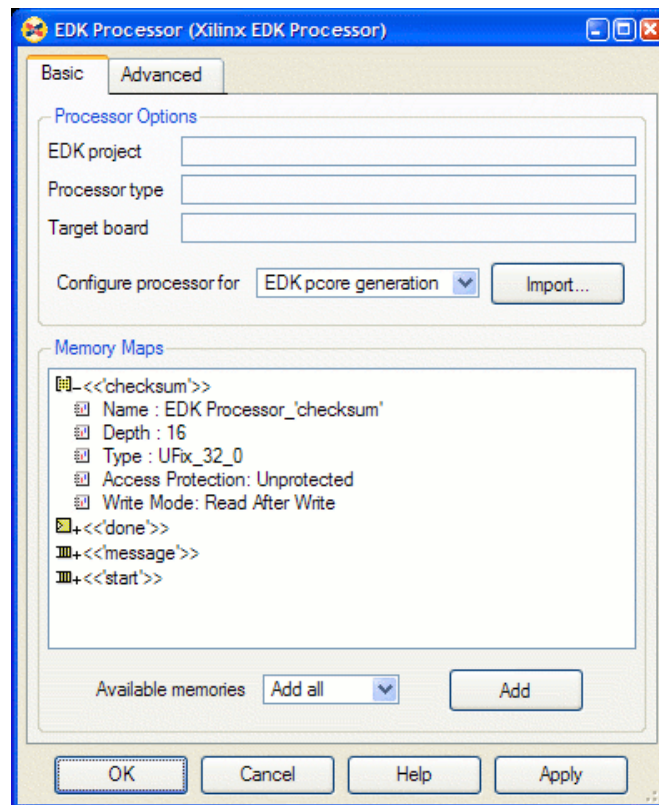 EDK Processor (Xilinx EDK Processor)
Basic Advanced
Processor Options
EDK project
Processor type
Target board
Configure processor for EDK pcore generation Import...
Memory Maps
<<'checksum'>>
Name : EDK Processor_'checksum'
Depth : 16
Type : UFix_32_0
Access Protection: Unprotected
Write Mode: Read After Write
<<'done'>>
<<'message'>>
<<'start'>>
Available memories Add all Add
OK Cancel Help Apply